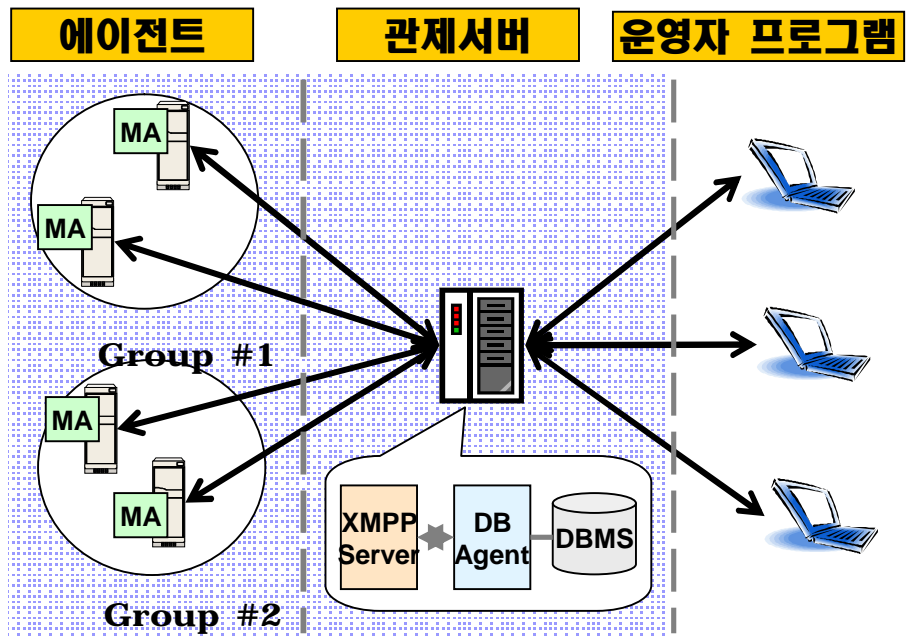 에이전트
관제서버
운영자 프로그램
MA
MA
Group #1
MA
MA
Group #2
XMPP
Server
DB
Agent
DBMS